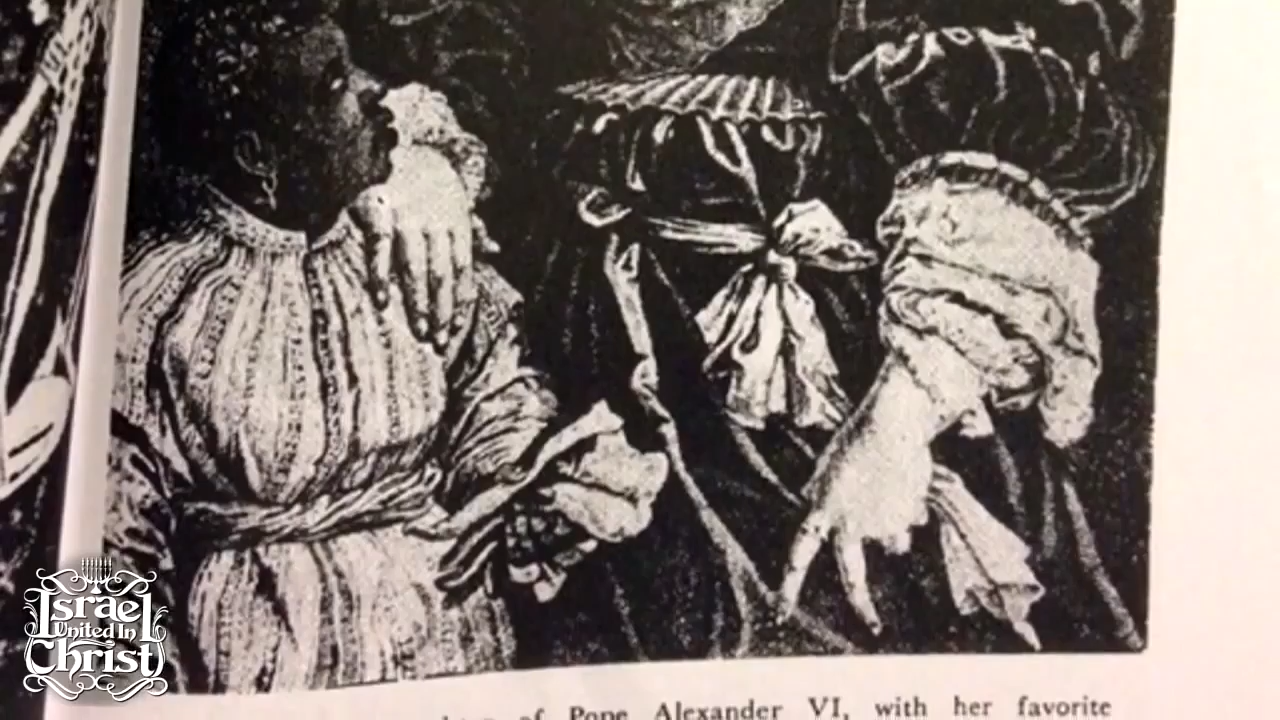 of Pope Alexander VI, with her favorite
Israel
United In
Christ